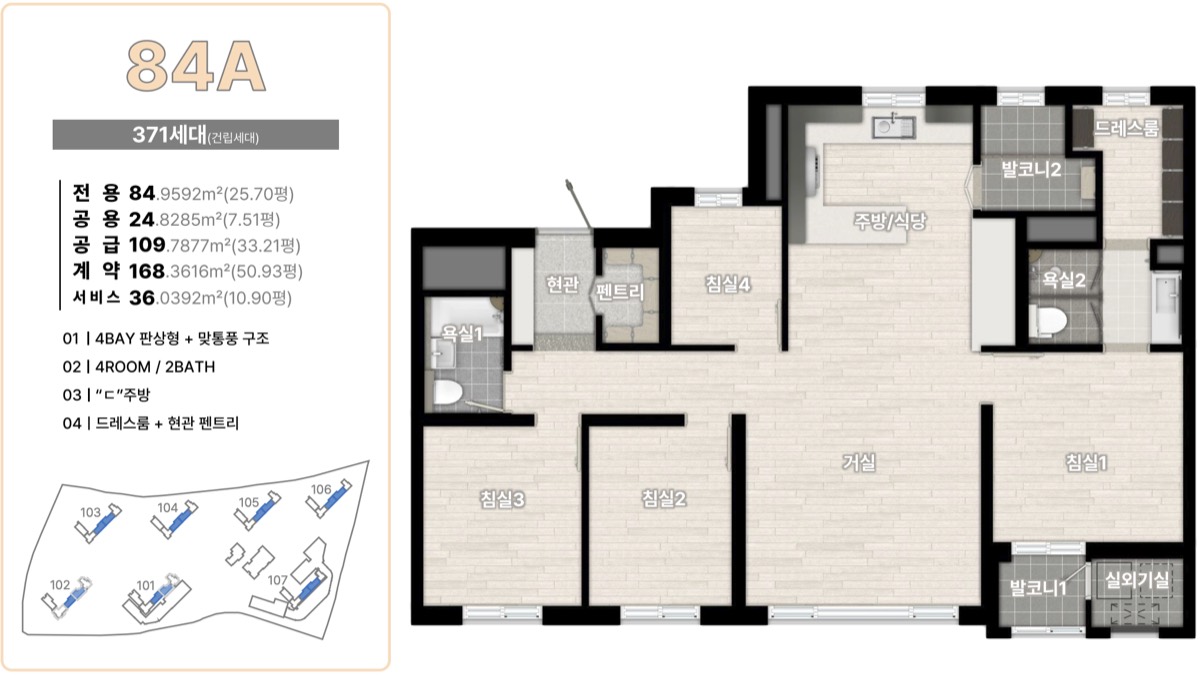 84A
371세대(건립세대)
전 용 84.9592m²(25.70평)
공 용 24.8285m²(7.51평)
공 급 109.7877m²(33.21평)
계 약 168.3616m²(50.93평)
서비스 36.0392m²(10.90평)
01 | 4BAY 판상형 + 맞통풍 구조
02 | 4ROOM / 2BATH
03 | “ㄷ”주방
04 | 드레스룸 + 현관 펜트리
103
104
105
106
102
101
107
드레스룸
발코니2
주방/식당
현관
펜트리
침실4
욕실2
욕실1
침실3
침실2
거실
침실1
발코니1
실외기실